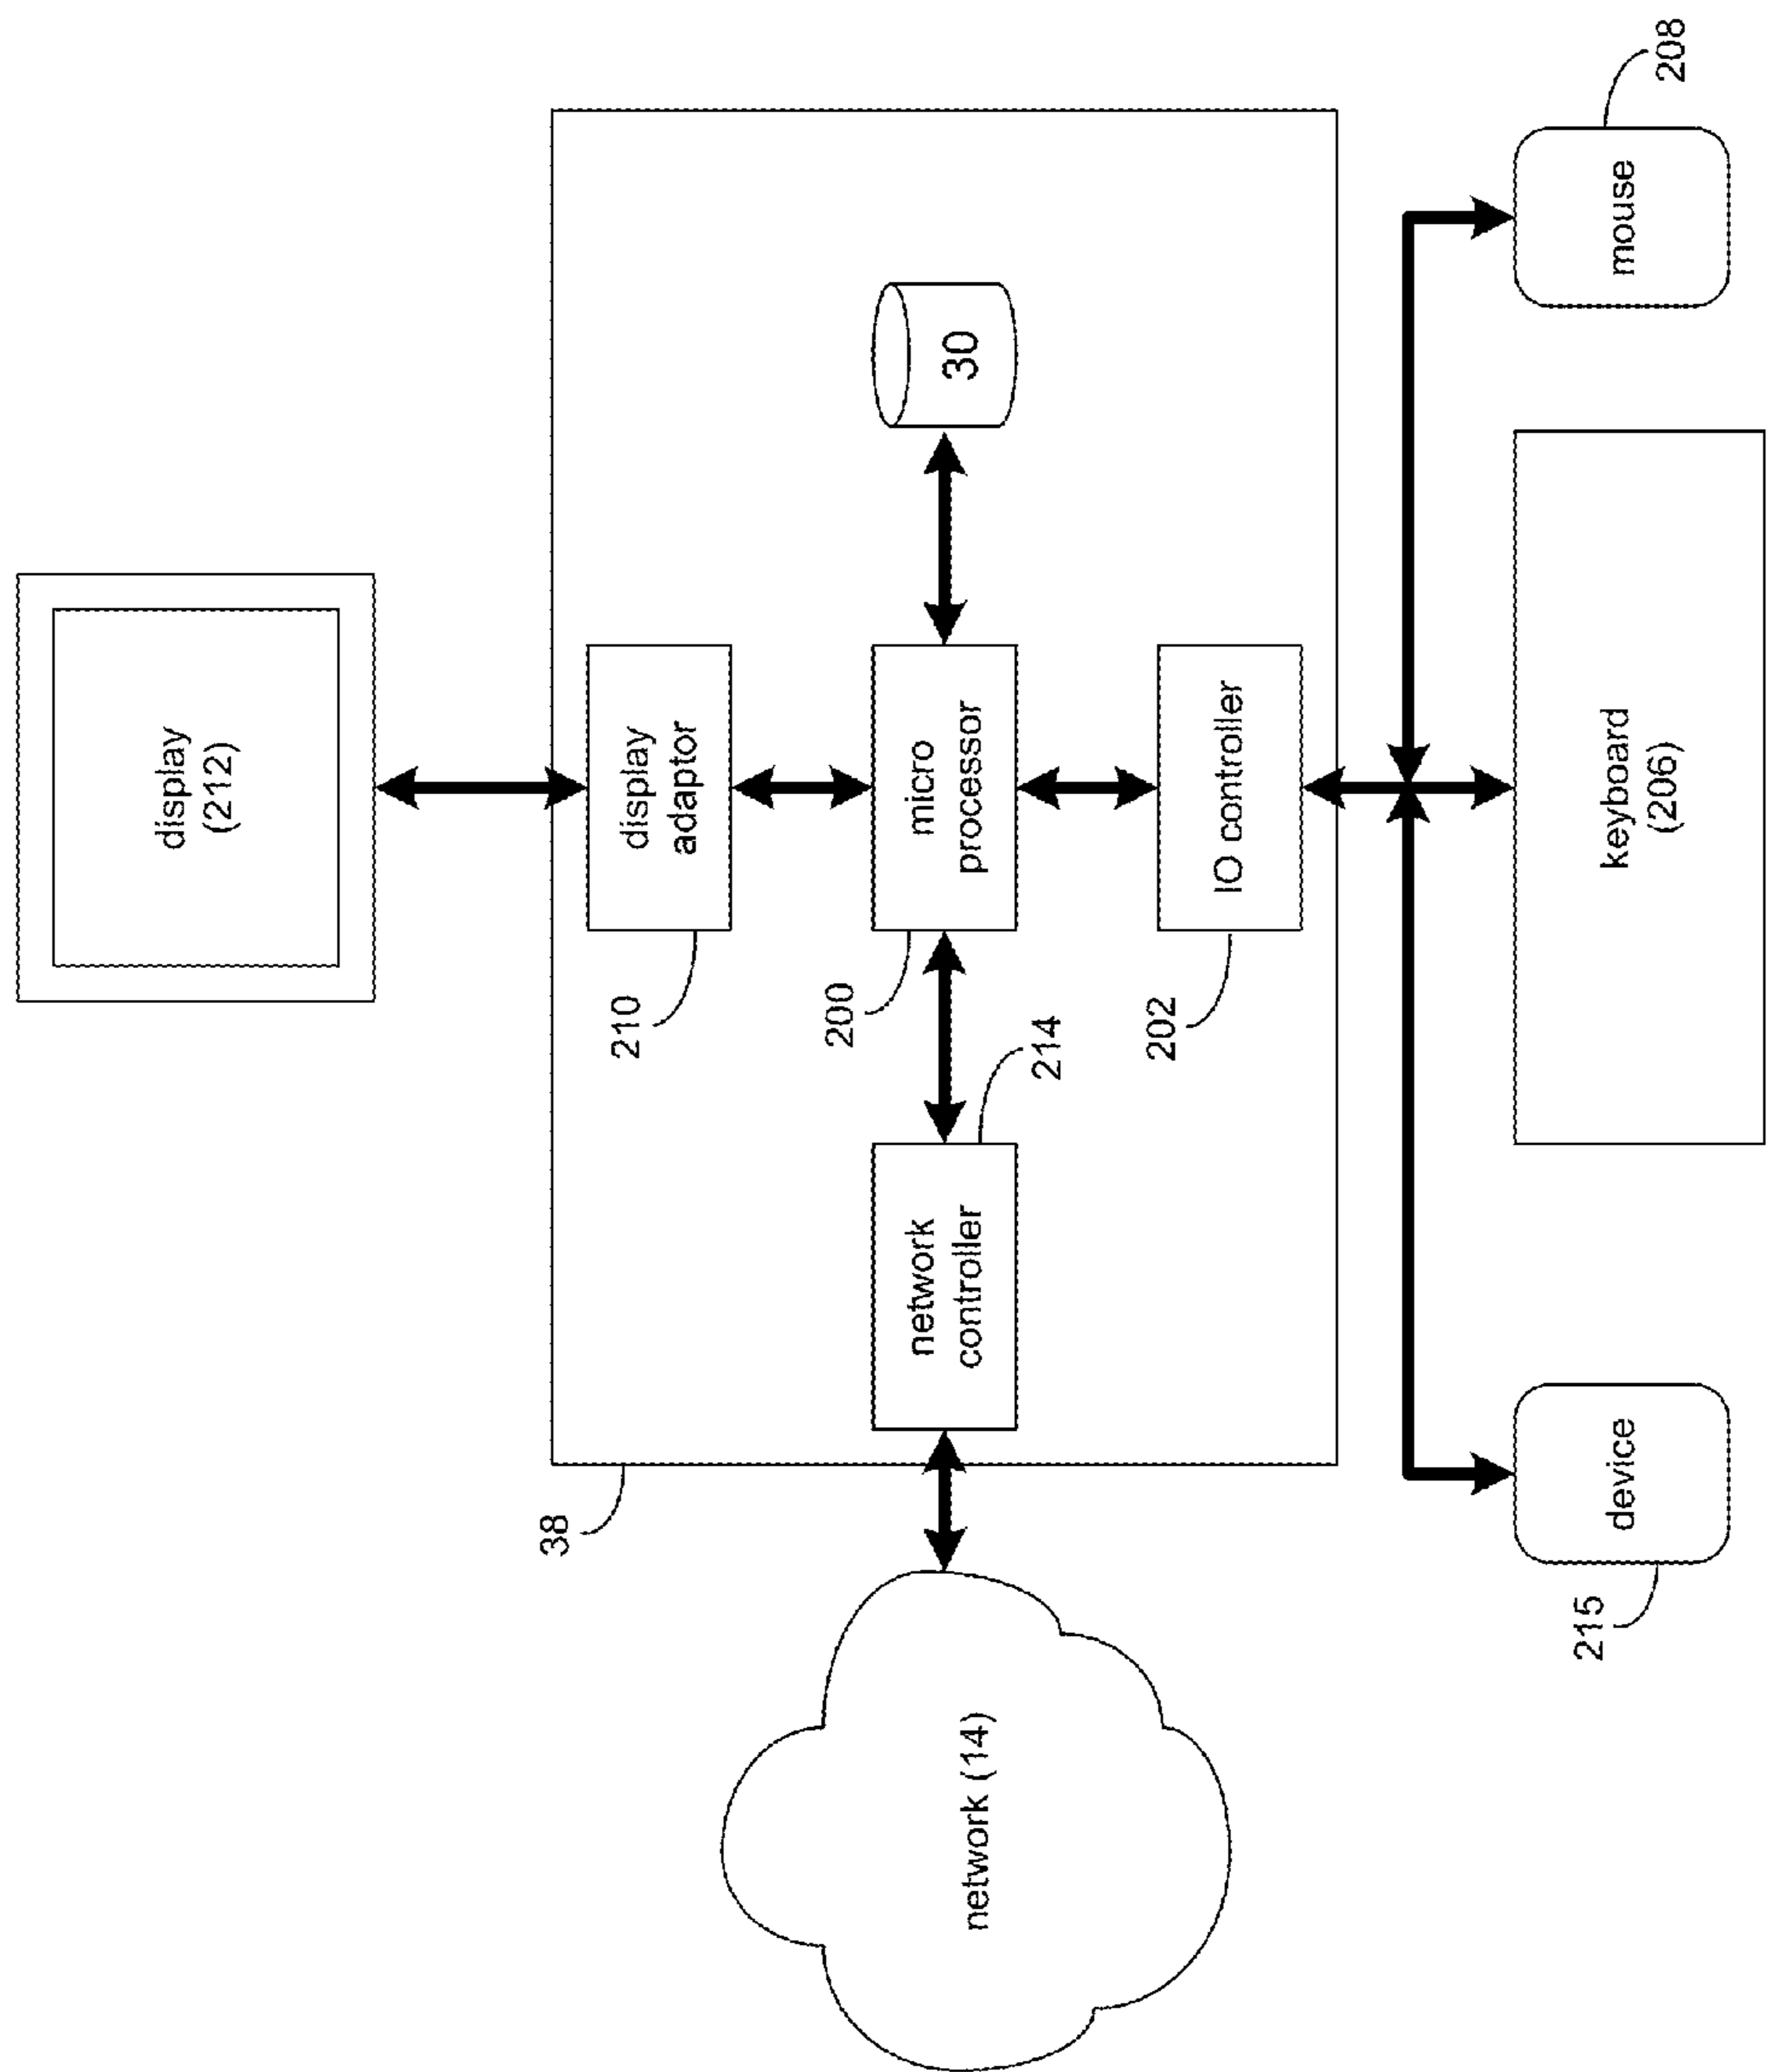 display
(212)
38
210
display
adaptor
200
network (14)
network
controller
micro
processor
30
214
202
IO controller
215
device
keyboard
(206)
mouse
208